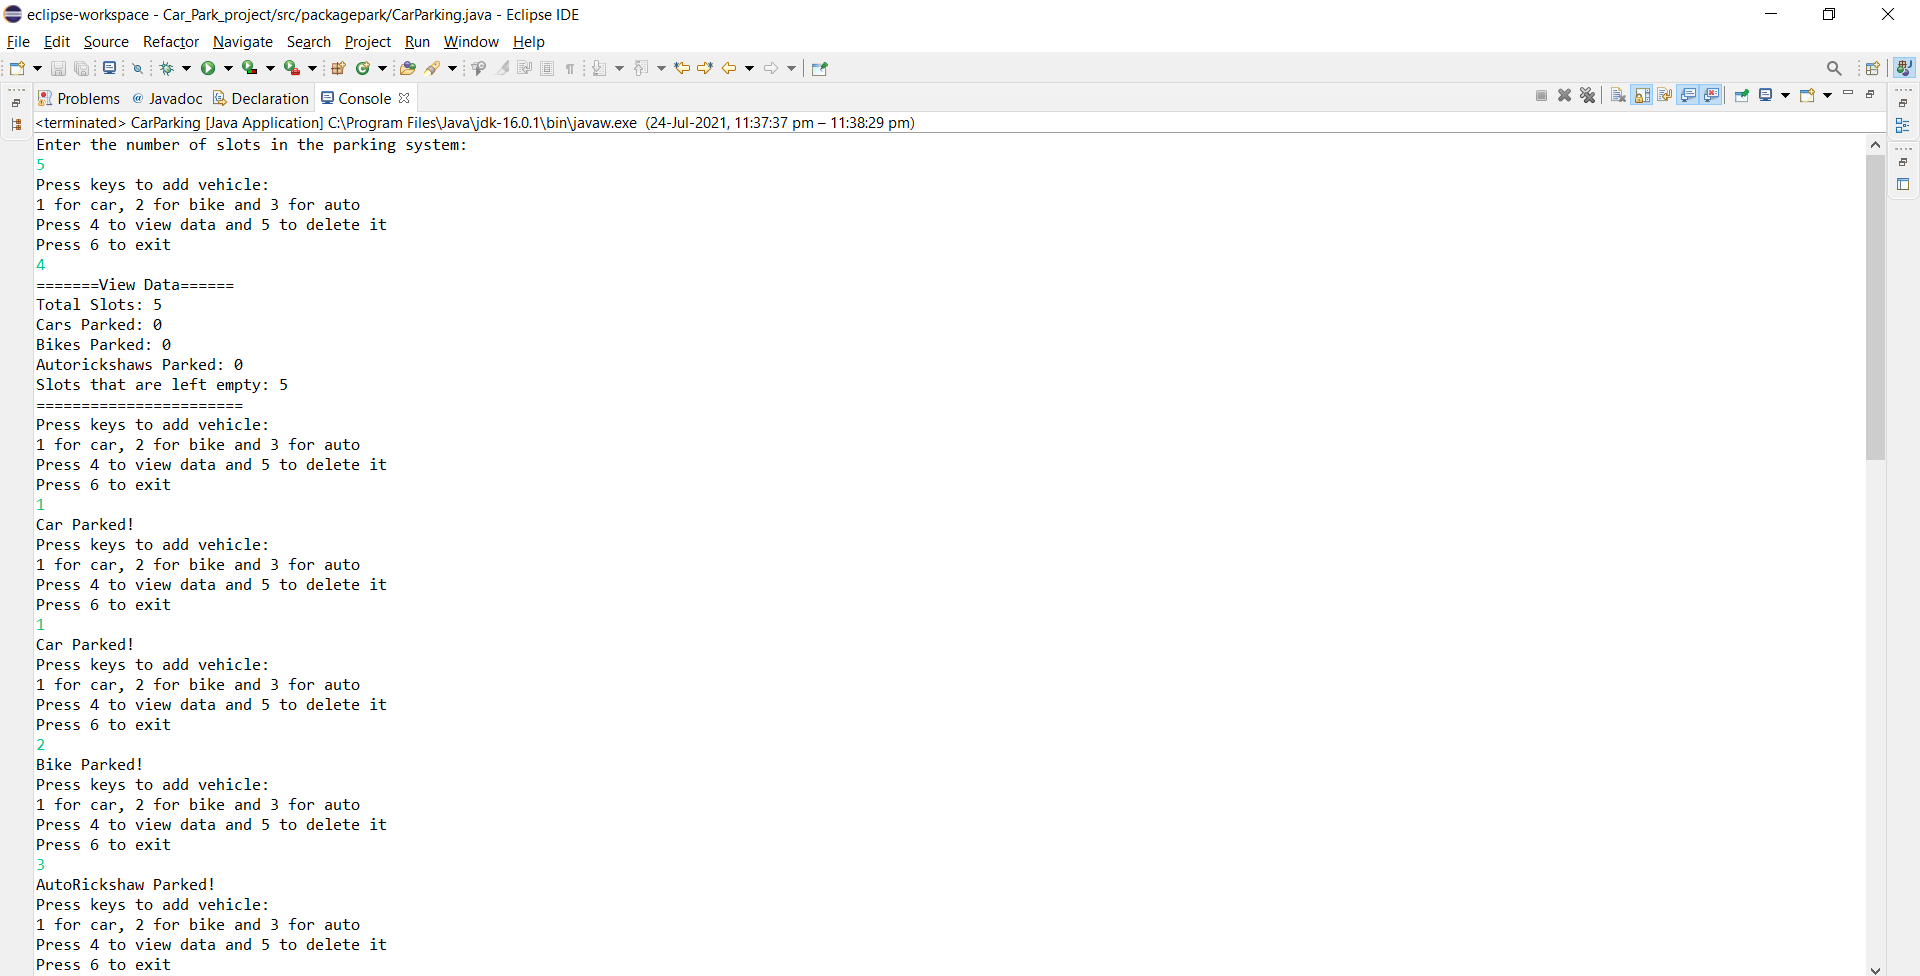 eclipse-workspace - Car_Park_project/src/packagepark/CarParking.java - Eclipse IDE
File Edit Source Refactor Navigate Search Project Run Window Help
Problems Javadoc Declaration Console
<terminated> CarParking [Java Application] C:\Program Files\Java\jdk-16.0.1\bin\javaw.exe (24-Jul-2021, 11:37:37 pm – 11:38:29 pm)
Enter the number of slots in the parking system:
5
Press keys to add vehicle:
1 for car, 2 for bike and 3 for auto
Press 4 to view data and 5 to delete it
Press 6 to exit
4
=======View Data======
Total Slots: 5
Cars Parked: 0
Bikes Parked: 0
Autorickshaws Parked: 0
Slots that are left empty: 5
=======================
Press keys to add vehicle:
1 for car, 2 for bike and 3 for auto
Press 4 to view data and 5 to delete it
Press 6 to exit
1
Car Parked!
Press keys to add vehicle:
1 for car, 2 for bike and 3 for auto
Press 4 to view data and 5 to delete it
Press 6 to exit
1
Car Parked!
Press keys to add vehicle:
1 for car, 2 for bike and 3 for auto
Press 4 to view data and 5 to delete it
Press 6 to exit
2
Bike Parked!
Press keys to add vehicle:
1 for car, 2 for bike and 3 for auto
Press 4 to view data and 5 to delete it
Press 6 to exit
3
AutoRickshaw Parked!
Press keys to add vehicle:
1 for car, 2 for bike and 3 for auto
Press 4 to view data and 5 to delete it
Press 6 to exit